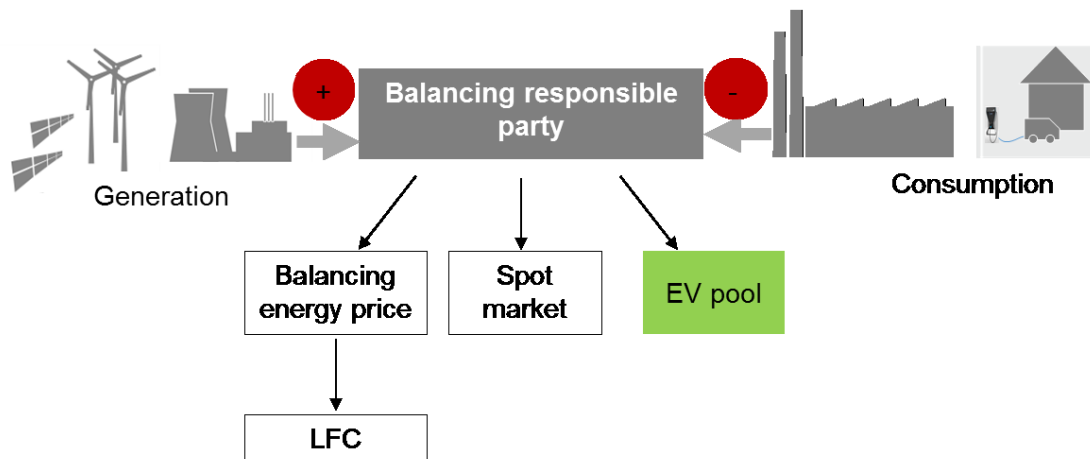 +
Balancing responsible
party
-
Generation
Consumption
Balancing
energy price
Spot
market
EV pool
LFC